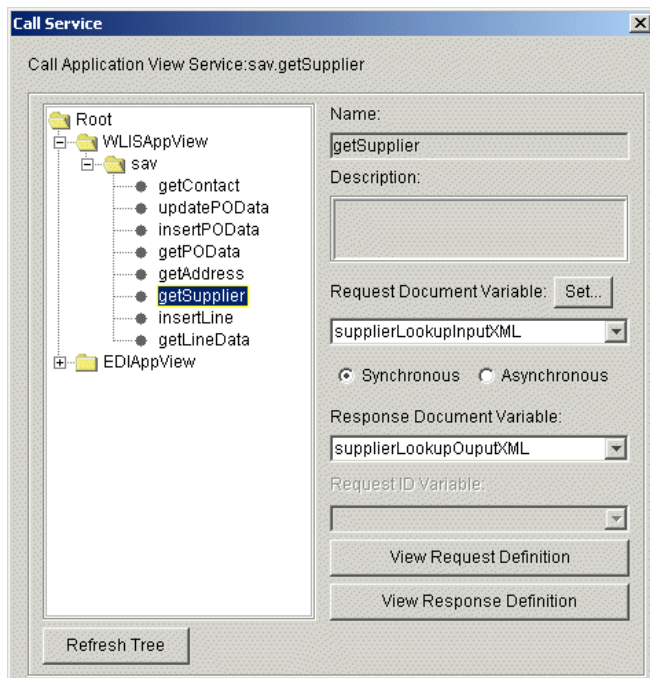 Call Service
Call Application View Service:sav.getSupplier
Root
WLISAppView
sav
getContact
updatePOData
insertPOData
getPOData
getAddress
getSupplier
insertLine
getLineData
EDIAppView
Refresh Tree
Name:
getSupplier
Description:
Request Document Variable: Set...
supplierLookupInputXML
Synchronous Asynchronous
Response Document Variable:
supplierLookupOuputXML
Request ID Variable:
View Request Definition
View Response Definition